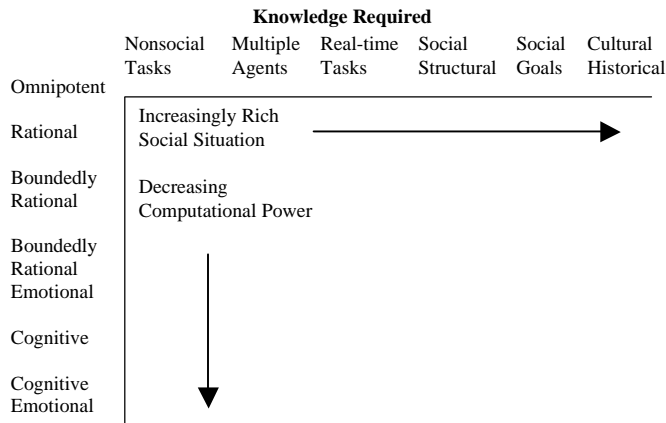 Knowledge Required
Nonsocial Multiple Real-time Social Social Cultural
Tasks Agents Tasks Structural Goals Historical
Omnipotent
Increasingly Rich
Rational
Social Situation
Boundedly
Rational
Decreasing
Computational Power
Boundedly
Rational
Emotional
Cognitive
Cognitive
Emotional